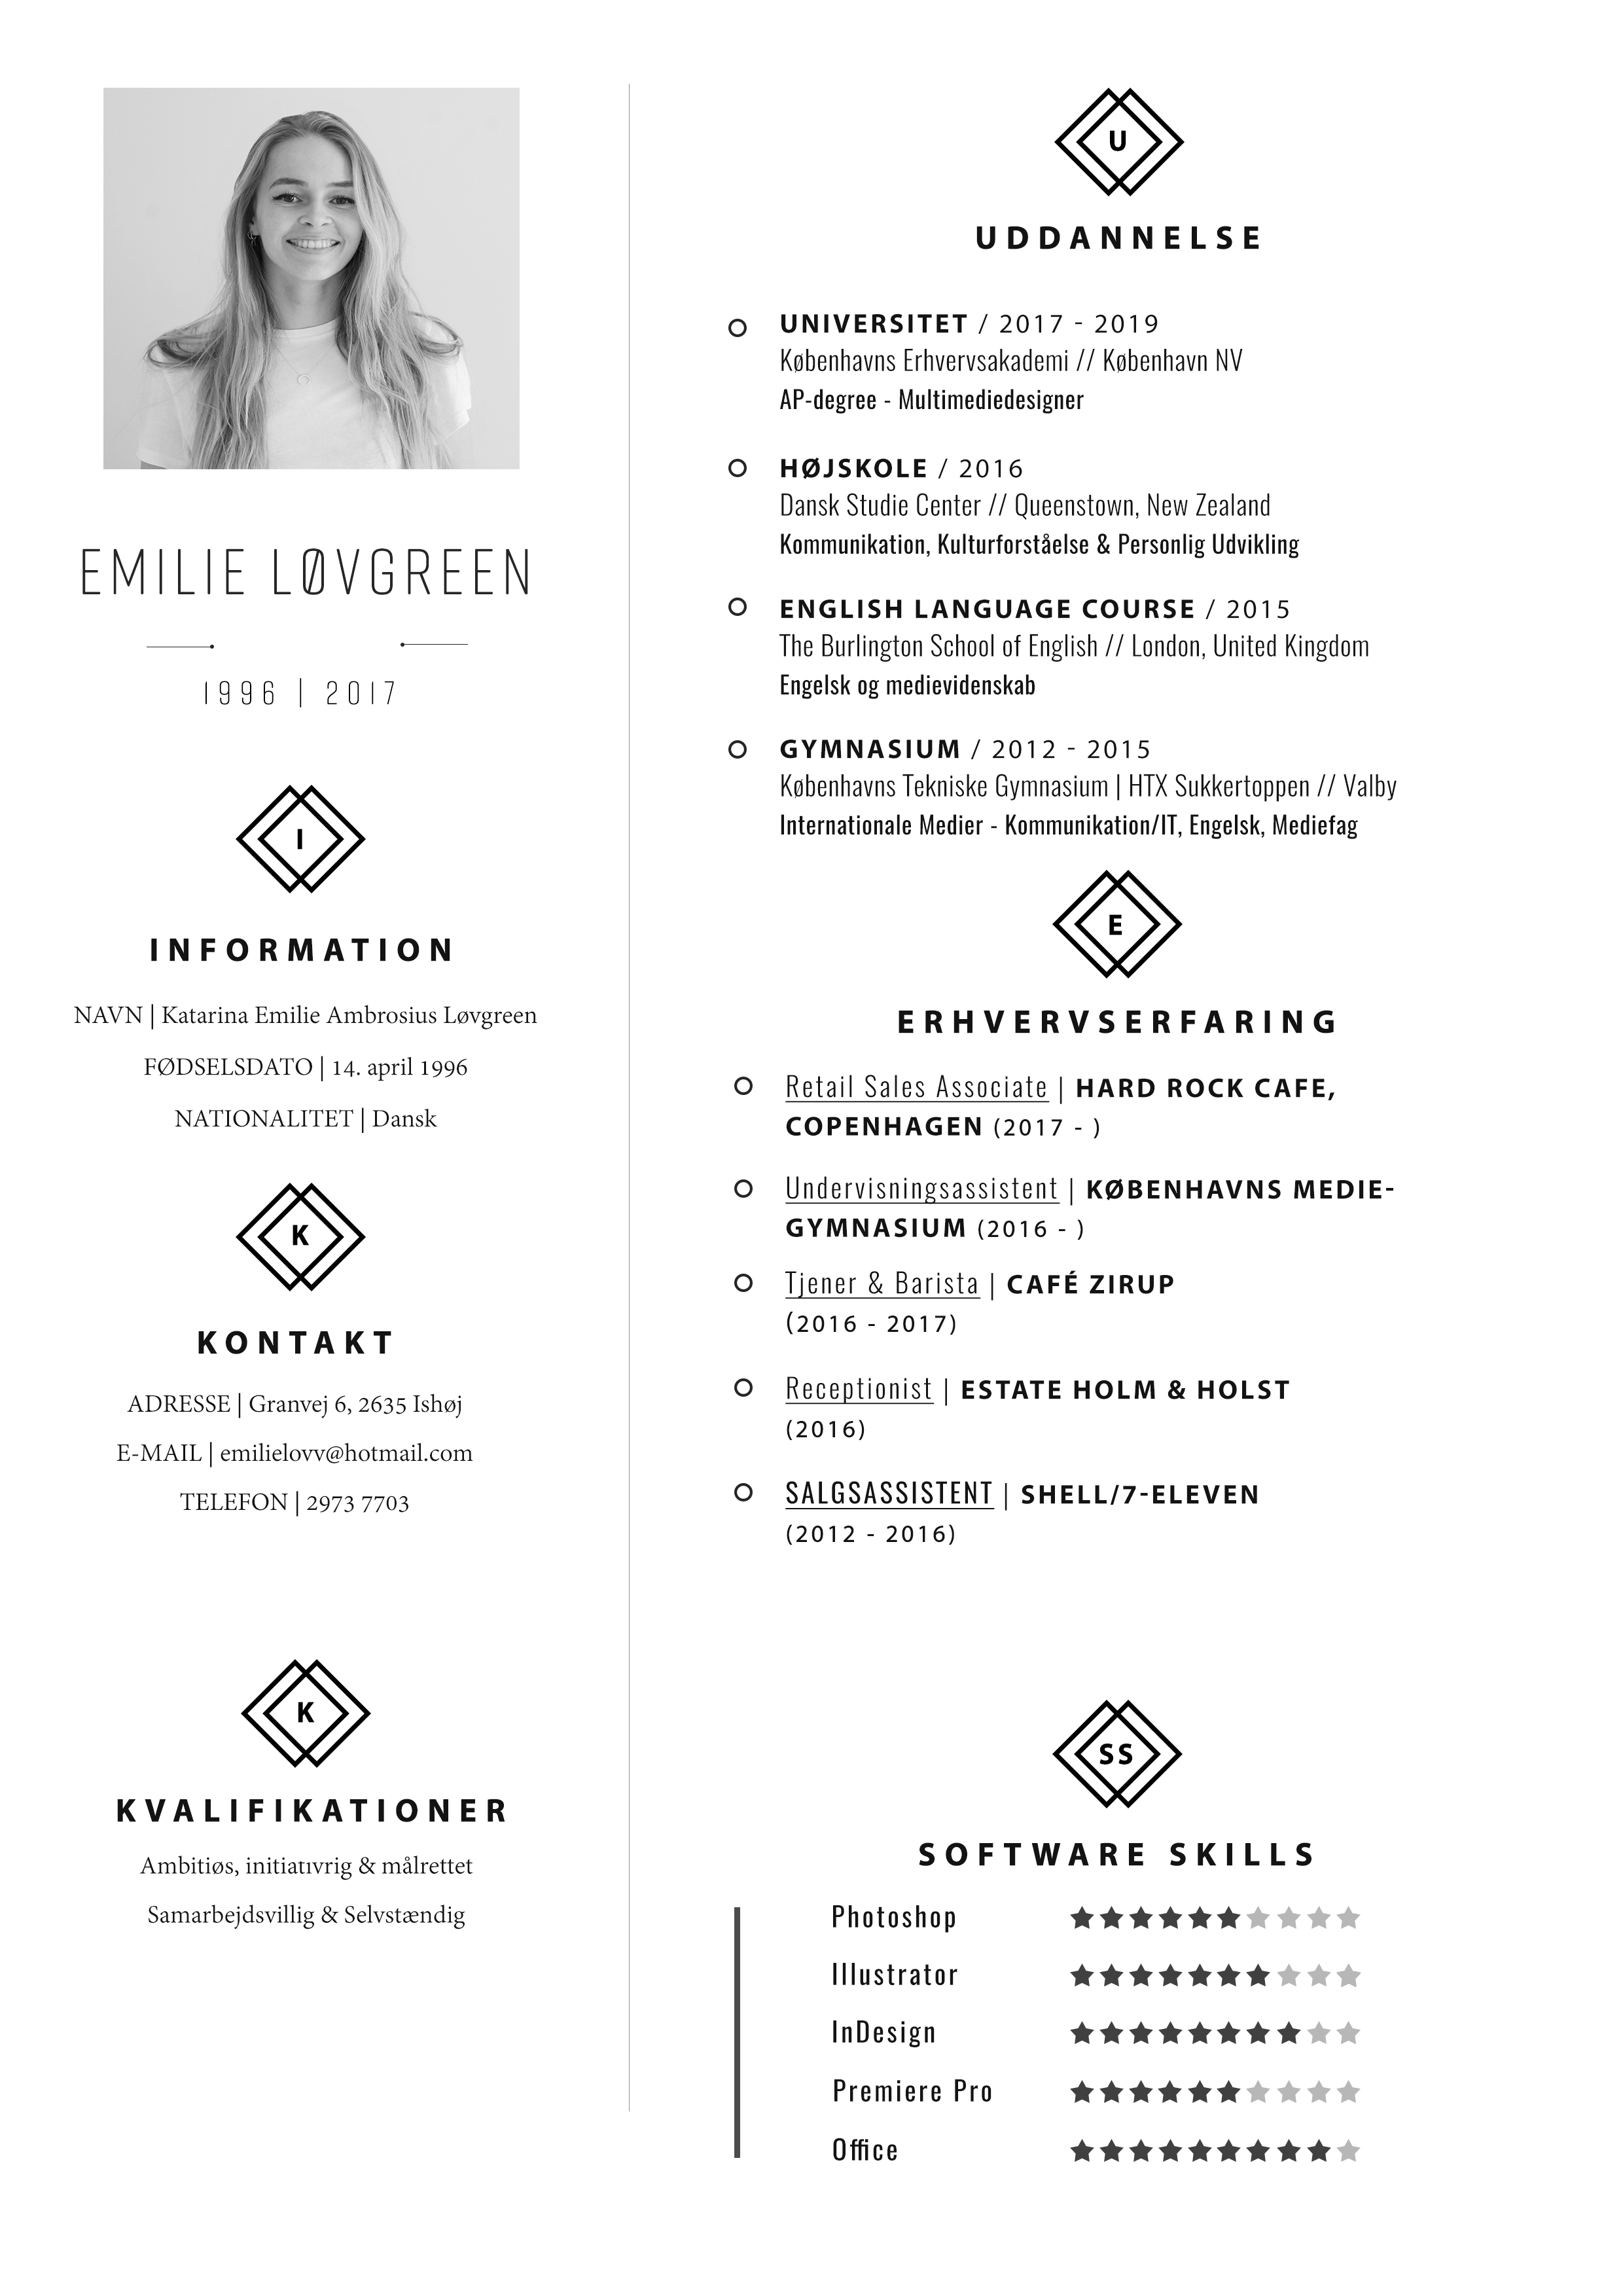 EMILIE LØVGREEN
1996 | 2017
I
INFORMATION
NAVN | Katarina Emilie Ambrosius Løvgreen
FØDSELSDATO | 14. april 1996
NATIONALITET | Dansk
K
KONTAKT
ADRESSE | Granvej 6, 2635 Ishøj
E-MAIL | emilielovv@hotmail.com
TELEFON | 2973 7703
K
KVALIFIKATIONER
Ambitiøs, initiatıvrig & målrettet
Samarbejdsvillig & Selvstændig
U
UDDANNELSE
UNIVERSITET / 2017 - 2019
Københavns Erhvervsakademi // København NV
AP-degree - Multimediedesigner
HØJSKOLE / 2016
Dansk Studie Center // Queenstown, New Zealand
Kommunikation, Kulturforståelse & Personlig Udvikling
ENGLISH LANGUAGE COURSE / 2015
The Burlington School of English // London, United Kingdom
Engelsk og medievidenskab
GYMNASIUM / 2012 - 2015
Københavns Tekniske Gymnasium | HTX Sukkertoppen // Valby
Internationale Medier - Kommunikation/IT, Engelsk, Mediefag
E
ERHVERVSERFARING
Retail Sales Associate | HARD ROCK CAFE,
COPENHAGEN (2017 - )
Undervisningsassistent | KØBENHAVNS MEDIE-
GYMNASIUM (2016 - )
Tjener & Barista | CAFÉ ZIRUP
(2016 - 2017)
Receptionist | ESTATE HOLM & HOLST
(2016)
SALGSASSISTENT | SHELL/7-ELEVEN
(2012 - 2016)
SS
SOFTWARE SKILLS
Photoshop
Illustrator
InDesign
Premiere Pro
Office